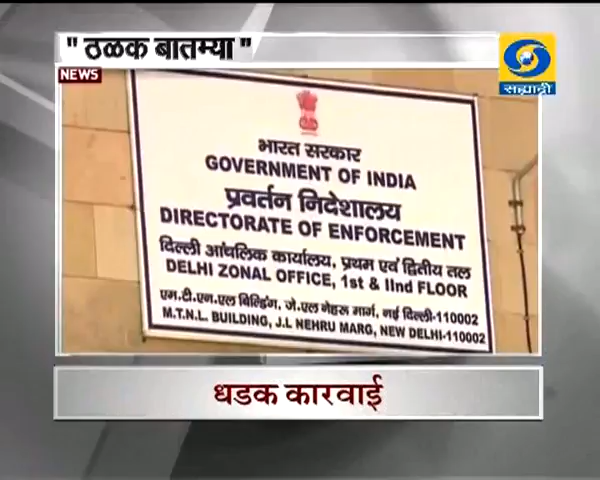 " ठळक बातम्या "
NEWS
सह्याद्री
भारत सरकार
GOVERNMENT OF INDIA
प्रवर्तन निदेशालय
DIRECTORATE OF ENFORCEMENT
दिल्ली आंचलिक कार्यालय, प्रथम एवं द्वितीय तल
DELHI ZONAL OFFICE, 1st & IInd FLOOR
एम.टी.एन.एल बिल्डिंग, जे.एल नेहरू मार्ग, नई दिल्ली-110002
M.T.N.L. BUILDING, J.L NEHRU MARG, NEW DELHI-110002
धडक कारवाई